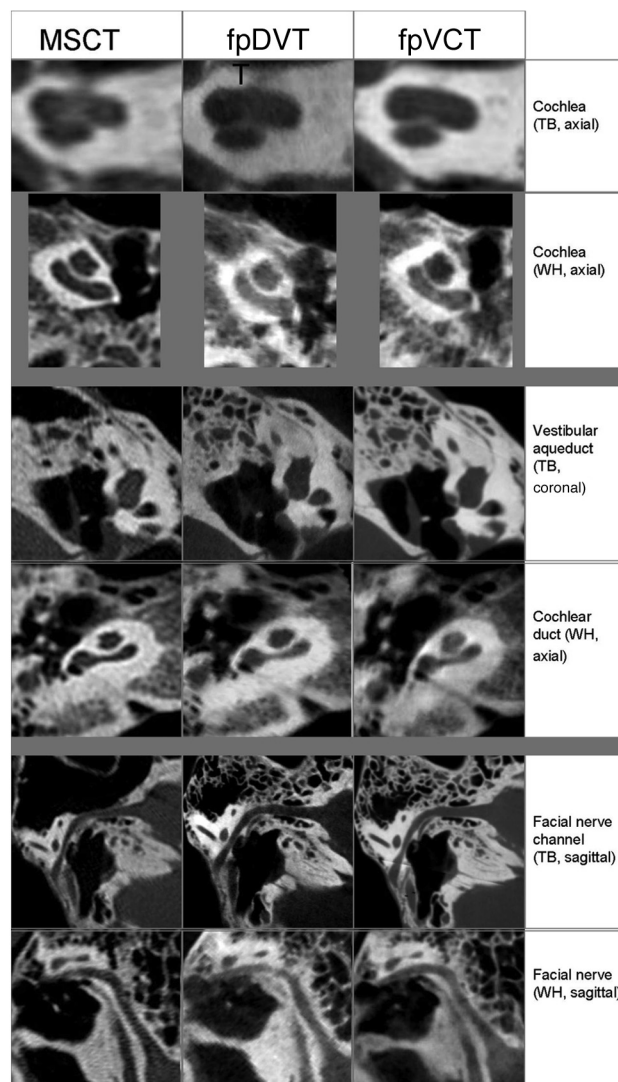 MSCT fpDVT fpVCT
T
Cochlea
(TB, axial)
Cochlea
(WH, axial)
Vestibular
aqueduct
(TB,
coronal)
Cochlear
duct (WH,
axial)
Facial nerve
channel
(TB, sagittal)
Facial nerve
(WH, sagittal)